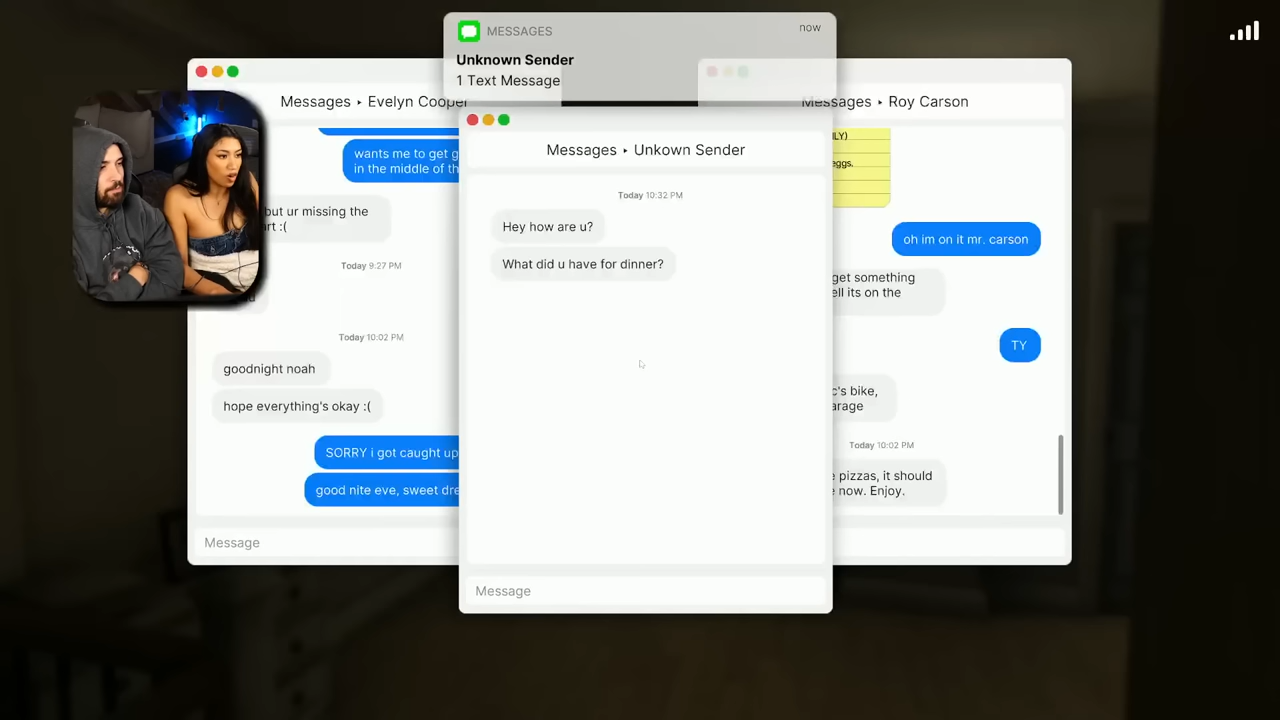 MESSAGES
now
Unknown Sender
1 Text Message
Messages ▸ Evelyn Cooper
wants me to get g
in the middle of th
but ur missing the
rt :(
Today 9:27 PM
Today 10:02 PM
goodnight noah
hope everything's okay :(
SORRY i got caught up
good nite eve, sweet dre
Message
Messages ▸ Unkown Sender
Today 10:32 PM
Hey how are u?
What did u have for dinner?
Message
Messages ▸ Roy Carson
ILY)
eggs.
oh im on it mr. carson
get something
ell its on the
TY
c's bike,
arage
Today 10:02 PM
e pizzas, it should
e now. Enjoy.